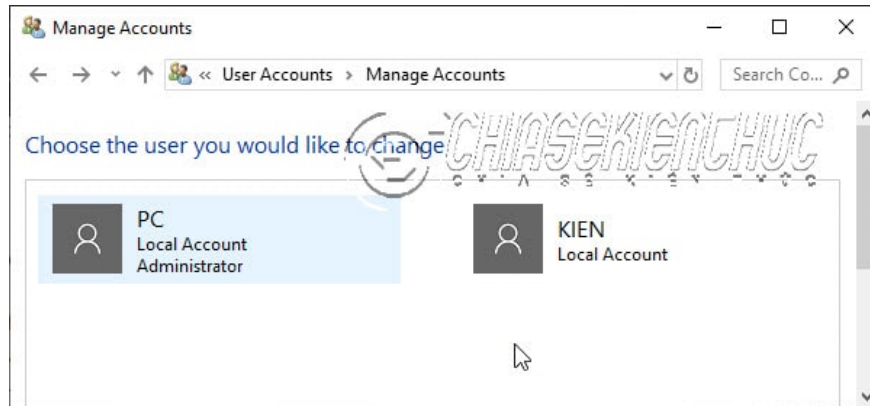 Manage Accounts
« User Accounts > Manage Accounts
Search Co...
Choose the user you would like to change
CHIASEKIENTHUC
PC
Local Account
Administrator
KIEN
Local Account